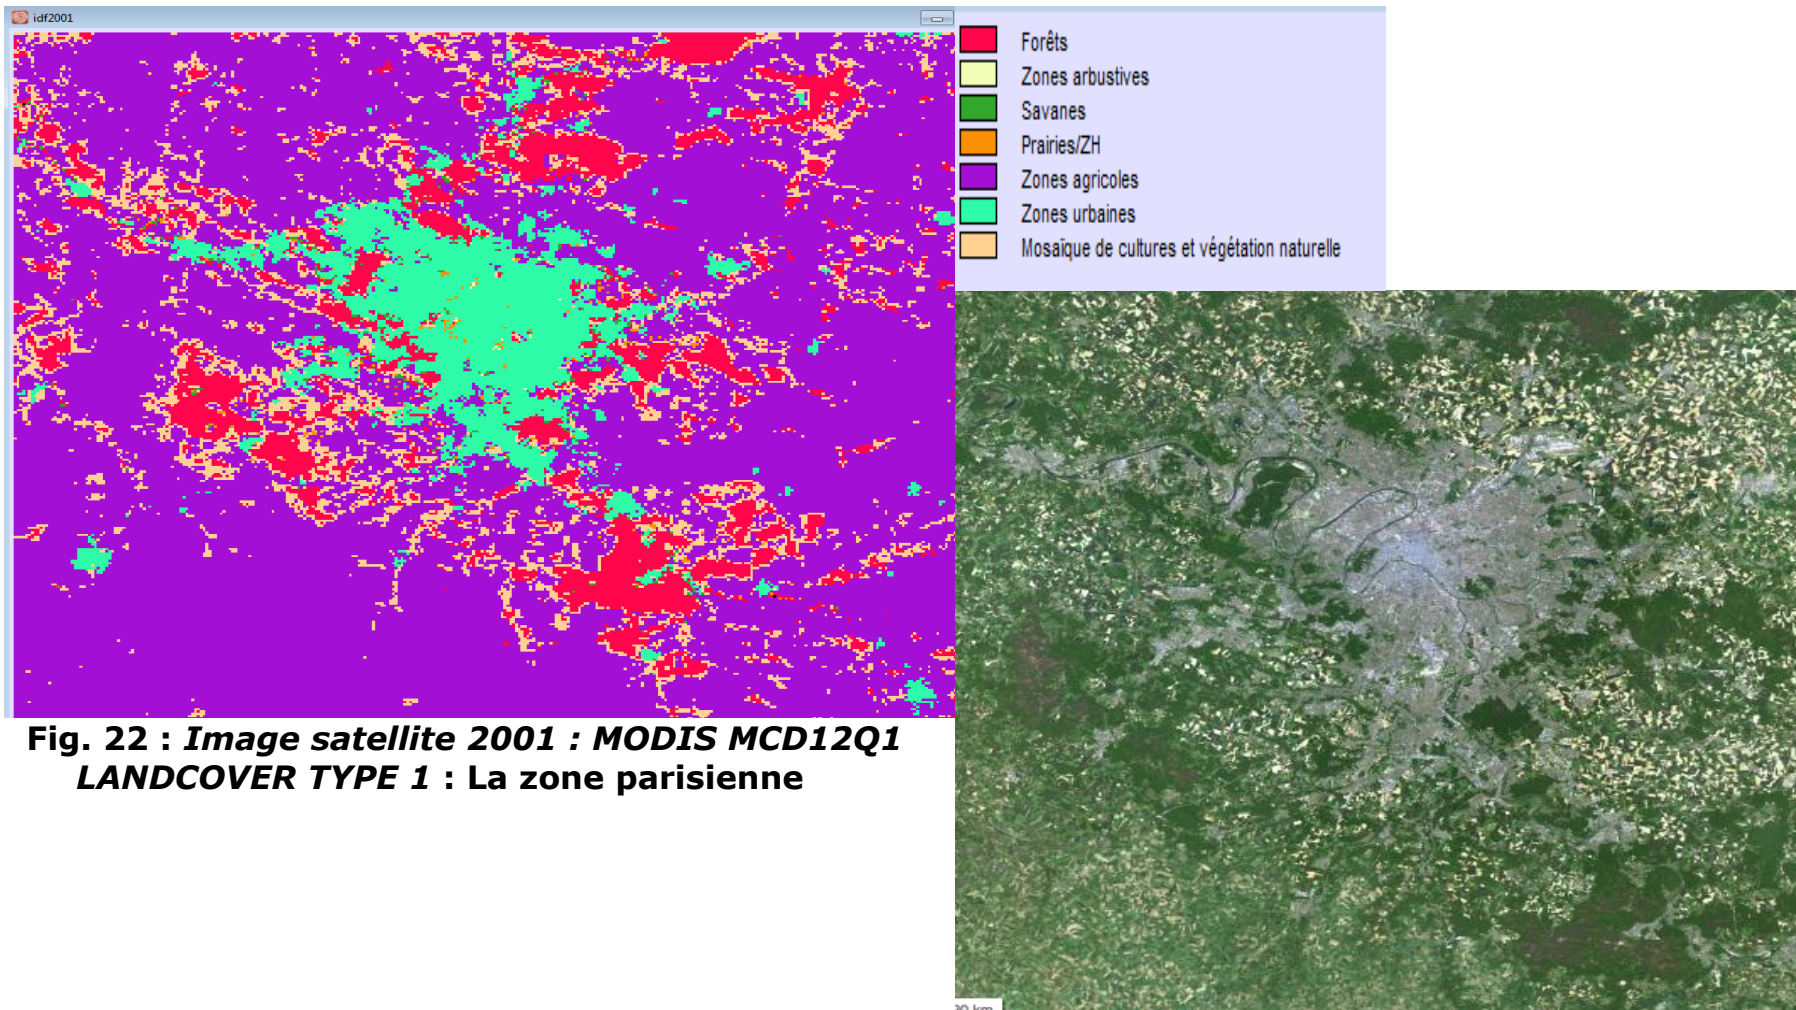 idf2001
Forêts
Zones arbustives
Savanes
Prairies/ZH
Zones agricoles
Zones urbaines
Mosaïque de cultures et végétation naturelle
Fig. 22 : Image satellite 2001 : MODIS MCD12Q1
LANDCOVER TYPE 1 : La zone parisienne
km